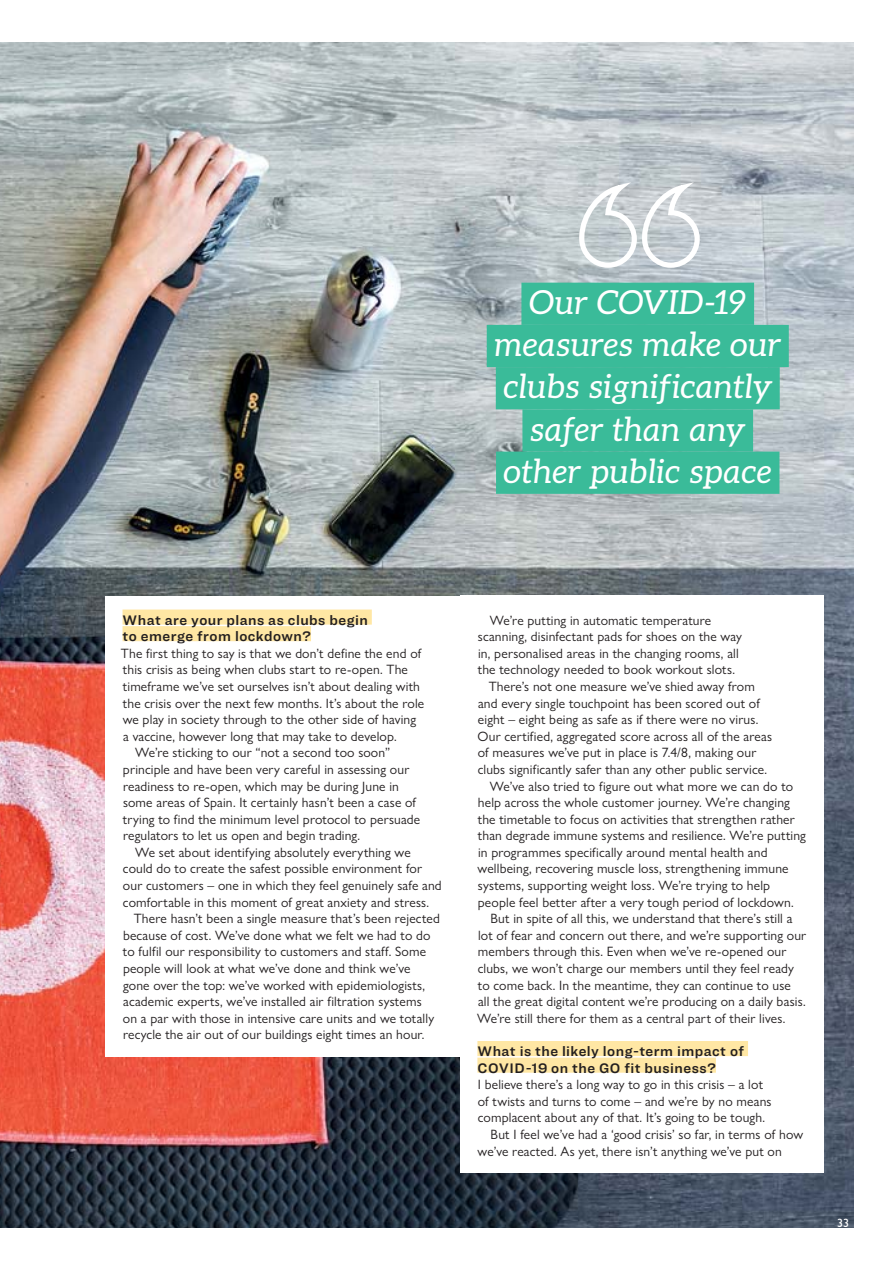 Our COVID-19
measures make our
clubs significantly
safer than any
other public space
GO
GO
GO
What are your plans as clubs begin
to emerge from lockdown?
The first thing to say is that we don't define the end of
this crisis as being when clubs start to re-open. The
timeframe we've set ourselves isn't about dealing with
the crisis over the next few months. It's about the role
we play in society through to the other side of having
a vaccine, however long that may take to develop.
We're sticking to our “not a second too soon”
principle and have been very careful in assessing our
readiness to re-open, which may be during June in
some areas of Spain. It certainly hasn't been a case of
trying to find the minimum level protocol to persuade
regulators to let us open and begin trading.
We set about identifying absolutely everything we
could do to create the safest possible environment for
our customers – one in which they feel genuinely safe and
comfortable in this moment of great anxiety and stress.
There hasn't been a single measure that's been rejected
because of cost. We've done what we felt we had to do
to fulfil our responsibility to customers and staff. Some
people will look at what we've done and think we've
gone over the top: we've worked with epidemiologists,
academic experts, we've installed air filtration systems
on a par with those in intensive care units and we totally
recycle the air out of our buildings eight times an hour.
We're putting in automatic temperature
scanning, disinfectant pads for shoes on the way
in, personalised areas in the changing rooms, all
the technology needed to book workout slots.
There's not one measure we've shied away from
and every single touchpoint has been scored out of
eight – eight being as safe as if there were no virus.
Our certified, aggregated score across all of the areas
of measures we've put in place is 7.4/8, making our
clubs significantly safer than any other public service.
We've also tried to figure out what more we can do to
help across the whole customer journey. We're changing
the timetable to focus on activities that strengthen rather
than degrade immune systems and resilience. We're putting
in programmes specifically around mental health and
wellbeing, recovering muscle loss, strengthening immune
systems, supporting weight loss. We're trying to help
people feel better after a very tough period of lockdown.
But in spite of all this, we understand that there's still a
lot of fear and concern out there, and we're supporting our
members through this. Even when we've re-opened our
clubs, we won't charge our members until they feel ready
to come back. In the meantime, they can continue to use
all the great digital content we're producing on a daily basis.
We're still there for them as a central part of their lives.
What is the likely long-term impact of
COVID-19 on the GO fit business?
I believe there's a long way to go in this crisis – a lot
of twists and turns to come – and we're by no means
complacent about any of that. It's going to be tough.
But I feel we've had a ‘good crisis’ so far, in terms of how
we've reacted. As yet, there isn't anything we've put on
33